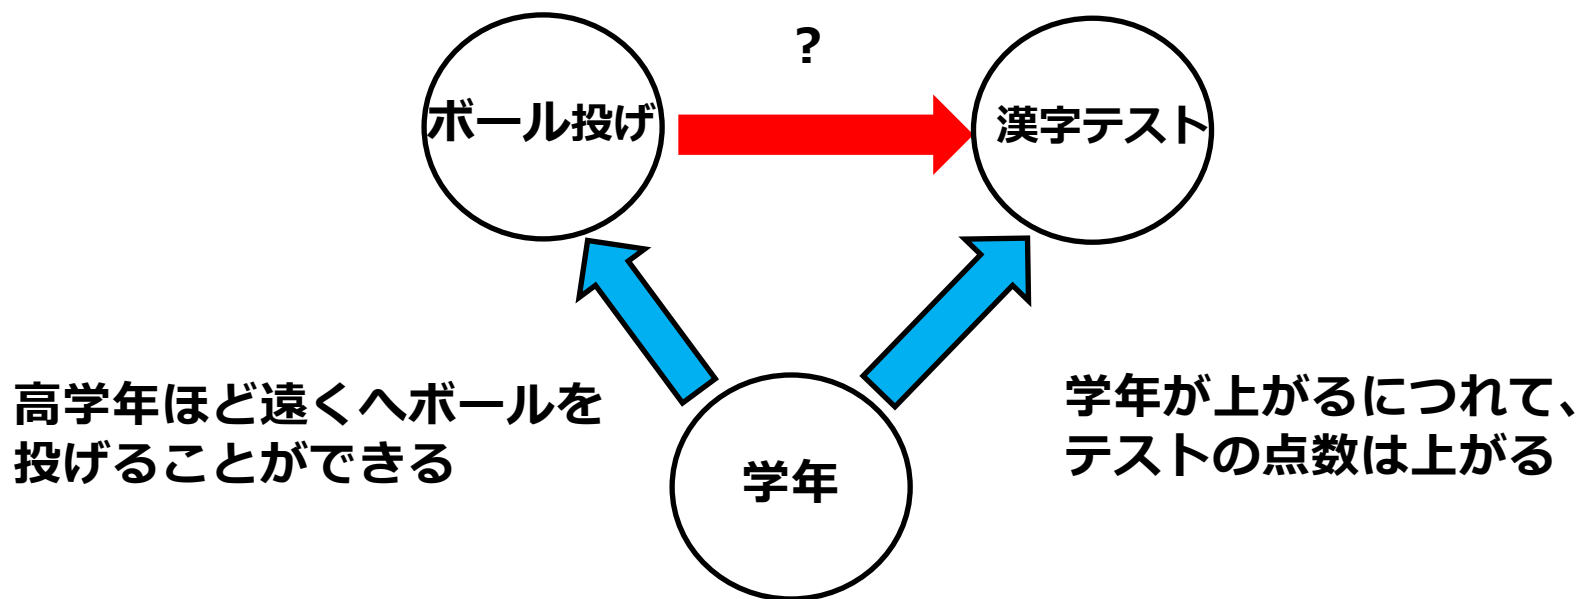 ?
ボール投げ
漢字テスト
高学年ほど遠くへボールを
投げることができる
学年が上がるにつれて、
テストの点数は上がる
学年